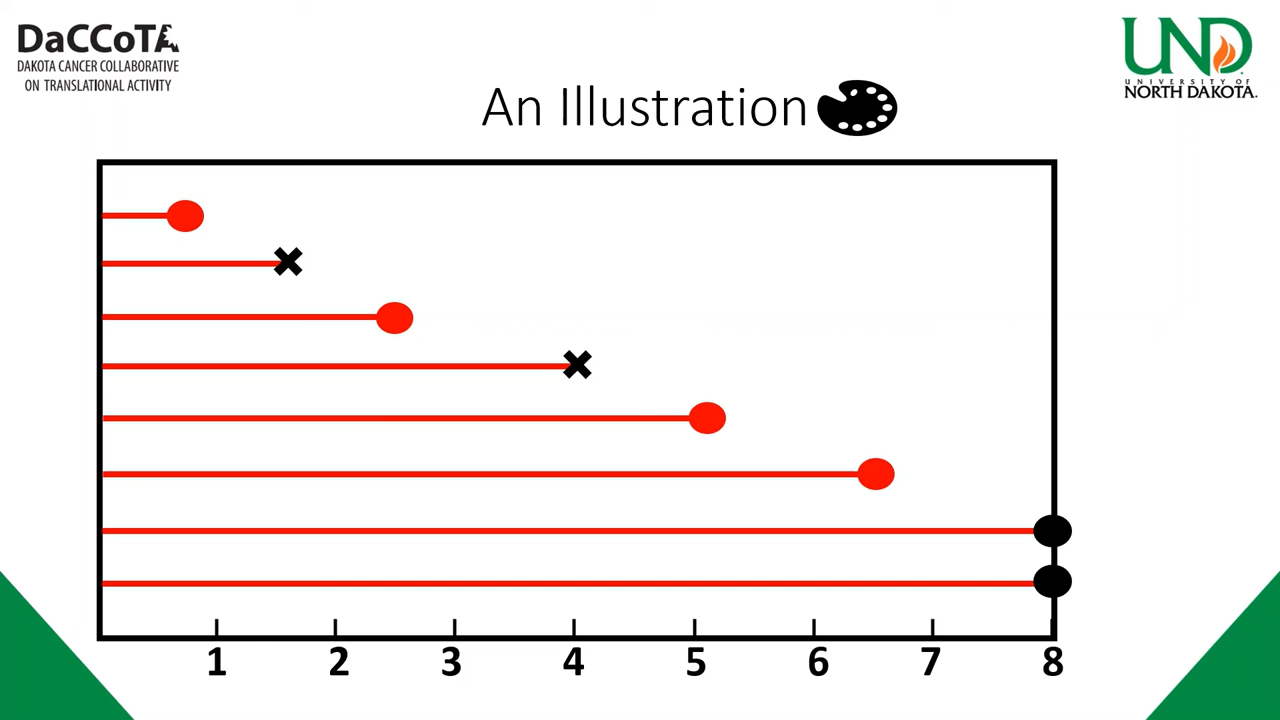 DaCCoTA
DAKOTA CANCER COLLABORATIVE
ON TRANSLATIONAL ACTIVITY
UND
UNIVERSITY OF
NORTH DAKOTA.
An Illustration
1 2 3 4 5 6 7 8